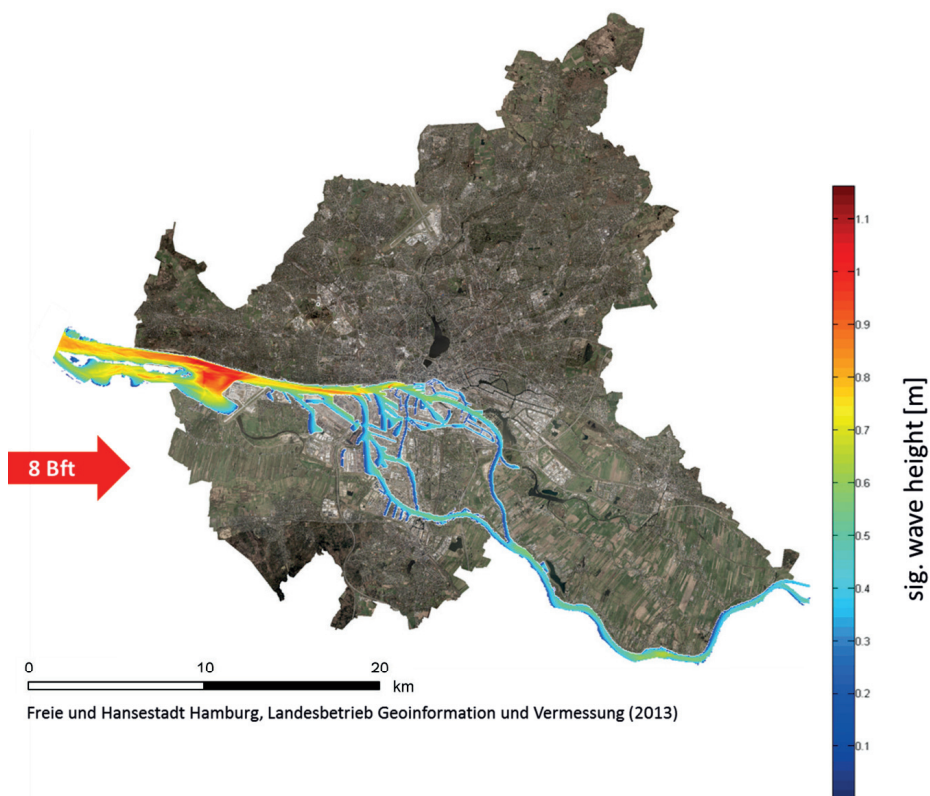 8 Bft
1.1
1
0.9
0.8
0.7
0.6
0.5
0.4
0.3
0.2
0.1
sig. wave height [m]
0 10 20
km
Freie und Hansestadt Hamburg, Landesbetrieb Geoinformation und Vermessung (2013)